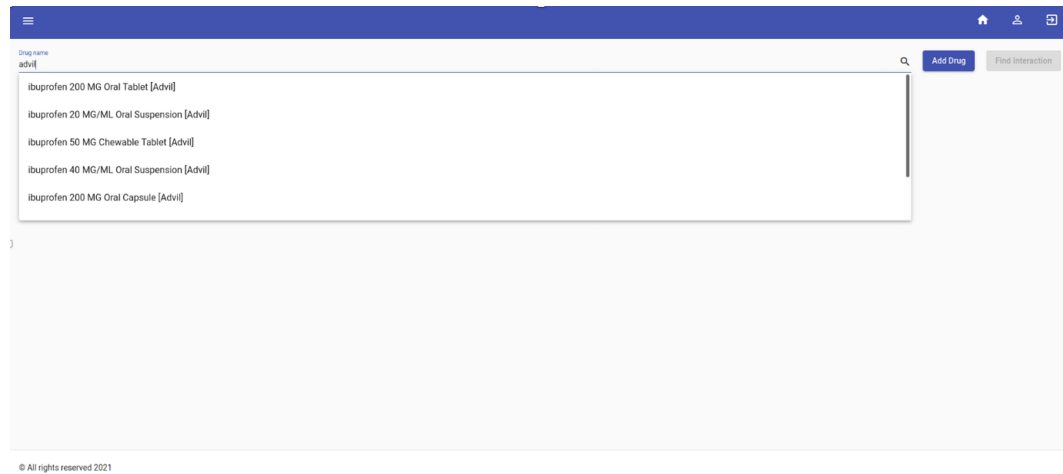 Drug name
advil
Add Drug
Find Interaction
ibuprofen 200 MG Oral Tablet [Advil]
ibuprofen 20 MG/ML Oral Suspension [Advil]
ibuprofen 50 MG Chewable Tablet [Advil]
ibuprofen 40 MG/ML Oral Suspension [Advil]
ibuprofen 200 MG Oral Capsule [Advil]
© All rights reserved 2021